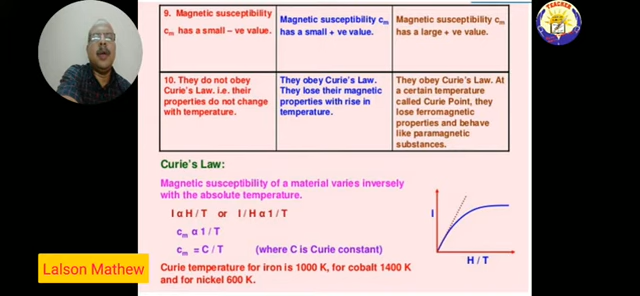 TEACHER
9. Magnetic susceptibility
cm has a small – ve value.
Magnetic susceptibility cm
has a small + ve value.
Magnetic susceptibility cm
has a large + ve value.
10. They do not obey
Curie's Law. i.e. their
properties do not change
with temperature.
They obey Curie's Law.
They lose their magnetic
properties with rise in
temperature.
They obey Curie's Law. At
a certain temperature
called Curie Point, they
lose ferromagnetic
properties and behave
like paramagnetic
substances.
Curie's Law:
Magnetic susceptibility of a material varies inversely
with the absolute temperature.
I α H / T or I / H α 1 / T
cm α 1 / T
cm = C / T (where C is Curie constant)
Curie temperature for iron is 1000 K, for cobalt 1400 K
and for nickel 600 K.
I
H / T
Lalson Mathew